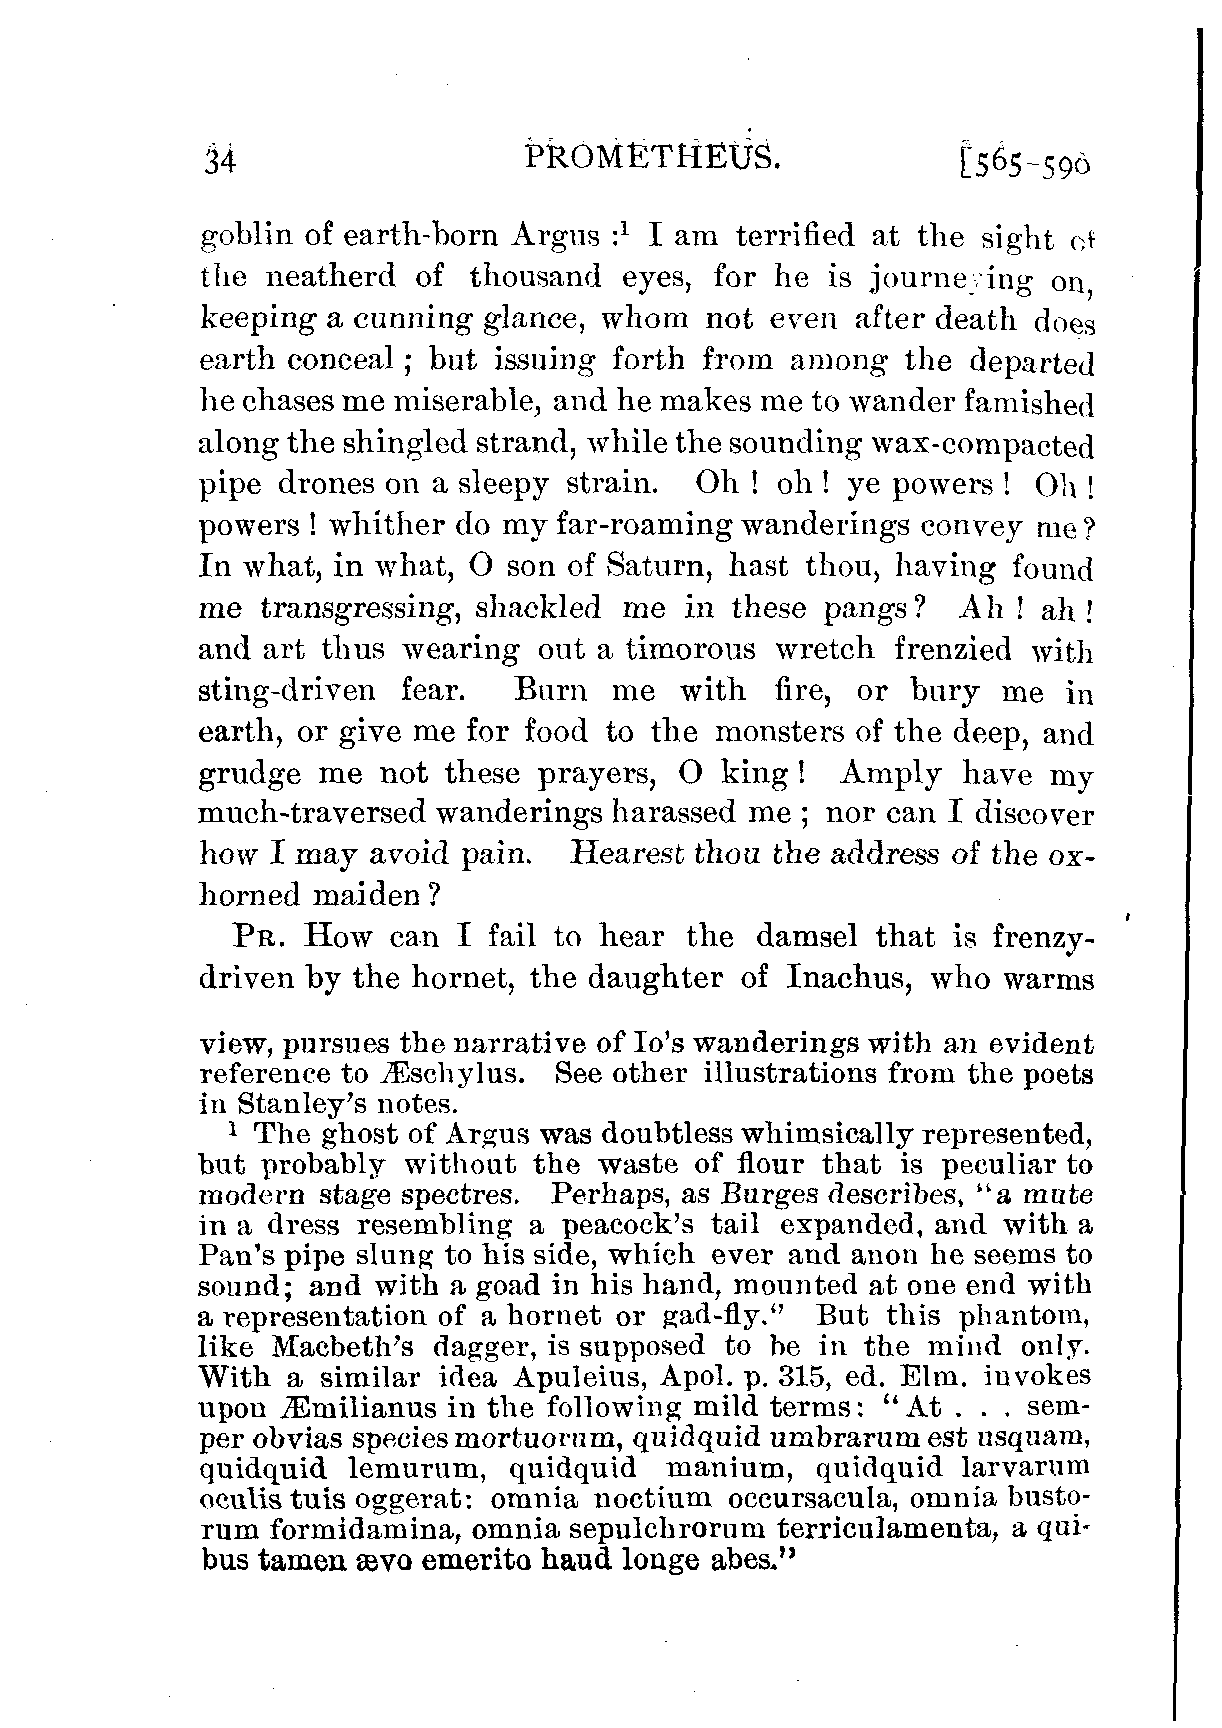 34 PROMETHEUS. [565-590
goblin of earth-born Argus :¹ I am terrified at the sight of
the neatherd of thousand eyes, for he is journeying on,
keeping a cunning glance, whom not even after death does
earth conceal ; but issuing forth from among the departed
he chases me miserable, and he makes me to wander famished
along the shingled strand, while the sounding wax-compacted
pipe drones on a sleepy strain. Oh ! oh ! ye powers ! Oh !
powers ! whither do my far-roaming wanderings convey me ?
In what, in what, O son of Saturn, hast thou, having found
me transgressing, shackled me in these pangs ? Ah ! ah !
and art thus wearing out a timorous wretch frenzied with
sting-driven fear. Burn me with fire, or bury me in
earth, or give me for food to the monsters of the deep, and
grudge me not these prayers, O king ! Amply have my
much-traversed wanderings harassed me ; nor can I discover
how I may avoid pain. Hearest thou the address of the ox-
horned maiden ?
PR. How can I fail to hear the damsel that is frenzy-
driven by the hornet, the daughter of Inachus, who warms
view, pursues the narrative of Io's wanderings with an evident
reference to Æschylus. See other illustrations from the poets
in Stanley's notes.
¹ The ghost of Argus was doubtless whimsically represented,
but probably without the waste of flour that is peculiar to
modern stage spectres. Perhaps, as Burges describes, "a mute
in a dress resembling a peacock's tail expanded, and with a
Pan's pipe slung to his side, which ever and anon he seems to
sound; and with a goad in his hand, mounted at one end with
a representation of a hornet or gad-fly." But this phantom,
like Macbeth's dagger, is supposed to be in the mind only.
With a similar idea Apuleius, Apol. p. 315, ed. Elm. invokes
upon Æmilianus in the following mild terms: "At . . . sem-
per obvias species mortuorum, quidquid umbrarum est usquam,
quidquid lemurum, quidquid manium, quidquid larvarum
oculis tuis oggerat: omnia noctium occursacula, omnia busto-
rum formidamina, omnia sepulchrorum terriculamenta, a qui-
bus tamen ævo emerito haud longe abes."